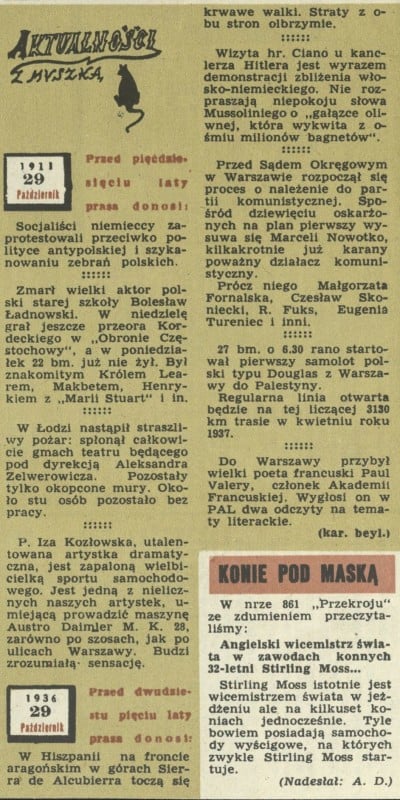 AKTUALNOŚCI
Z MYSZKĄ
1911
29
Październik
Przed pięćdzie-
sięciu laty
prasa donosi:
Socjaliści niemieccy za-
protestowali przeciwko po-
lityce antypolskiej i szyka-
nowaniu zebrań polskich.
::::::
Zmarł wielki aktor pol-
ski starej szkoły Bolesław
Ładnowski. W niedzielę
grał jeszcze przeora Kor-
deckiego w „Obronie Czę-
stochowy”, a w poniedzia-
łek 22 bm. już nie żył. Był
znakomitym Królem Lea-
rem, Makbetem, Henry-
kiem z „Marii Stuart” i in.
::::::
W Łodzi nastąpił straszli-
wy pożar: spłonął całkowi-
cie gmach teatru będącego
pod dyrekcją Aleksandra
Zelwerowicza. Pozostały
tylko okopcone mury. Oko-
ło stu osób pozostało bez
pracy.
::::::
P. Iza Kozłowska, utalen-
towana artystka dramaty-
czna, jest zapaloną wielbi-
cielką sportu samochodo-
wego. Jest jedną z nielicz-
nych naszych artystek, u-
miejącą prowadzić maszynę
Austro Daimler M. K. 28,
zarówno po szosach, jak po
ulicach Warszawy. Budzi
zrozumiałą sensację.
1936
29
Październik
Przed dwudzie-
stu pięciu laty
prasa donosi:
W Hiszpanii na froncie
aragońskim w górach Sier-
ra de Alcubierra toczą się
krwawe walki. Straty z o-
bu stron olbrzymie.
::::::
Wizyta hr. Ciano u kanc-
lerza Hitlera jest wyrazem
demonstracji zbliżenia wło-
sko-niemieckiego. Nie roz-
praszają niepokoju słowa
Mussoliniego o „gałązce oli-
wnej, która wykwita z o-
śmiu milionów bagnetów”.
::::::
Przed Sądem Okręgowym
w Warszawie rozpoczął się
proces o należenie do par-
tii komunistycznej. Spo-
śród dziewięciu oskarżo-
nych na plan pierwszy wy-
suwa się Marceli Nowotko,
kilkakrotnie już karany
poważny działacz komuni-
styczny.
Prócz niego Małgorzata
Fornalska, Czesław Sko-
niecki, R. Fuks, Eugenia
Tureniec i inni.
::::::
27 bm. o 6.30 rano starto-
wał pierwszy samolot pol-
ski typu Douglas z Warsza-
wy do Palestyny.
Regularna linia otwarta
będzie na tej liczącej 3130
km trasie w kwietniu roku
1937.
::::::
Do Warszawy przybył
wielki poeta francuski Paul
Valery, członek Akademii
Francuskiej. Wygłosi on w
PAL dwa odczyty na tema-
ty literackie.
(kar. beyl.)
KONIE POD MASKĄ
W nrze 861 „Przekroju”
ze zdumieniem przeczyta-
liśmy:
Angielski wicemistrz świa-
ta w zawodach konnych
32-letni Stirling Moss...
Stirling Moss istotnie jest
wicemistrzem świata w jeź-
dżeniu ale na kilkuset ko-
niach jednocześnie. Tyle
bowiem posiadają samocho-
dy wyścigowe, na których
zwykle Stirling Moss star-
tuje.
(Nadesłał: A. D.)